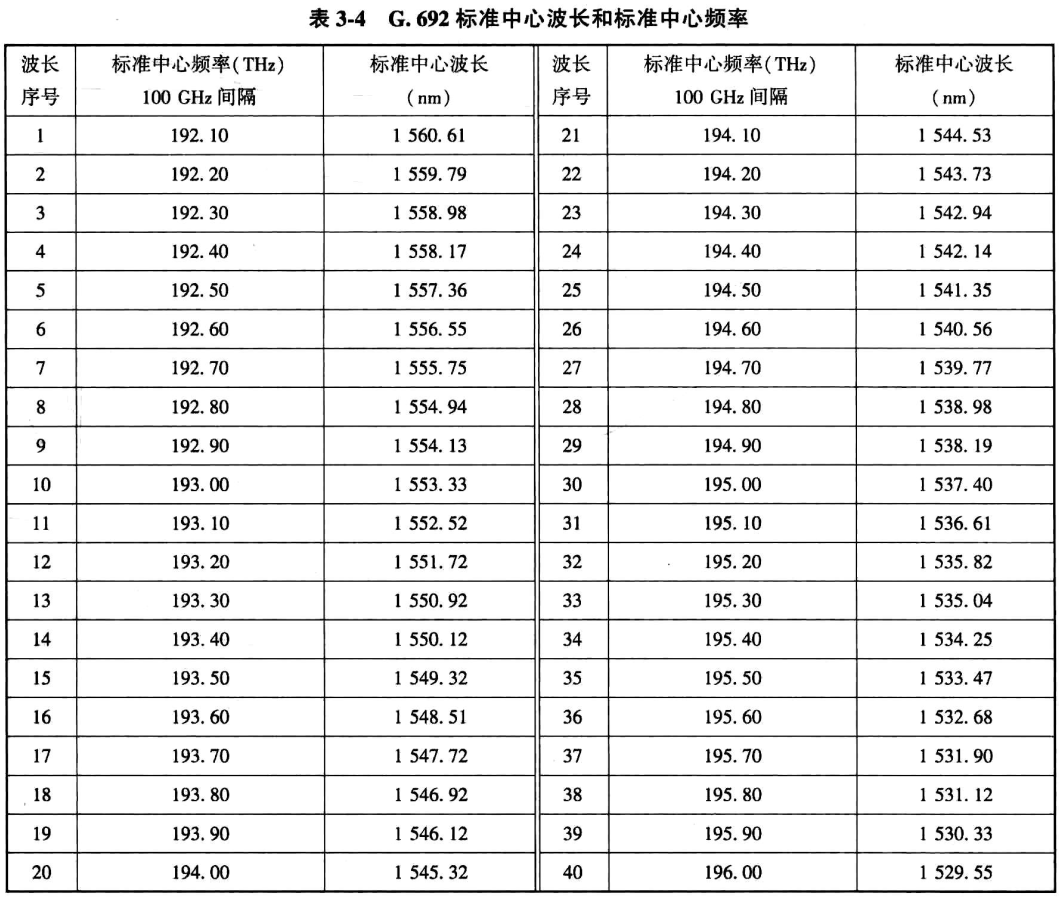 表 3-4 G. 692 标准中心波长和标准中心频率
波长 标准中心频率(THz) 标准中心波长 波长 标准中心频率(THz) 标准中心波长
序号 100 GHz 间隔 (nm) 序号 100 GHz 间隔 (nm)
1 192. 10 1 560. 61 21 194. 10 1 544. 53
2 192. 20 1 559. 79 22 194. 20 1 543. 73
3 192. 30 1 558. 98 23 194. 30 1 542. 94
4 192. 40 1 558. 17 24 194. 40 1 542. 14
5 192. 50 1 557. 36 25 194. 50 1 541. 35
6 192. 60 1 556. 55 26 194. 60 1 540. 56
7 192. 70 1 555. 75 27 194. 70 1 539. 77
8 192. 80 1 554. 94 28 194. 80 1 538. 98
9 192. 90 1 554. 13 29 194. 90 1 538. 19
10 193. 00 1 553. 33 30 195. 00 1 537. 40
11 193. 10 1 552. 52 31 195. 10 1 536. 61
12 193. 20 1 551. 72 32 195. 20 1 535. 82
13 193. 30 1 550. 92 33 195. 30 1 535. 04
14 193. 40 1 550. 12 34 195. 40 1 534. 25
15 193. 50 1 549. 32 35 195. 50 1 533. 47
16 193. 60 1 548. 51 36 195. 60 1 532. 68
17 193. 70 1 547. 72 37 195. 70 1 531. 90
18 193. 80 1 546. 92 38 195. 80 1 531. 12
19 193. 90 1 546. 12 39 195. 90 1 530. 33
20 194. 00 1 545. 32 40 196. 00 1 529. 55